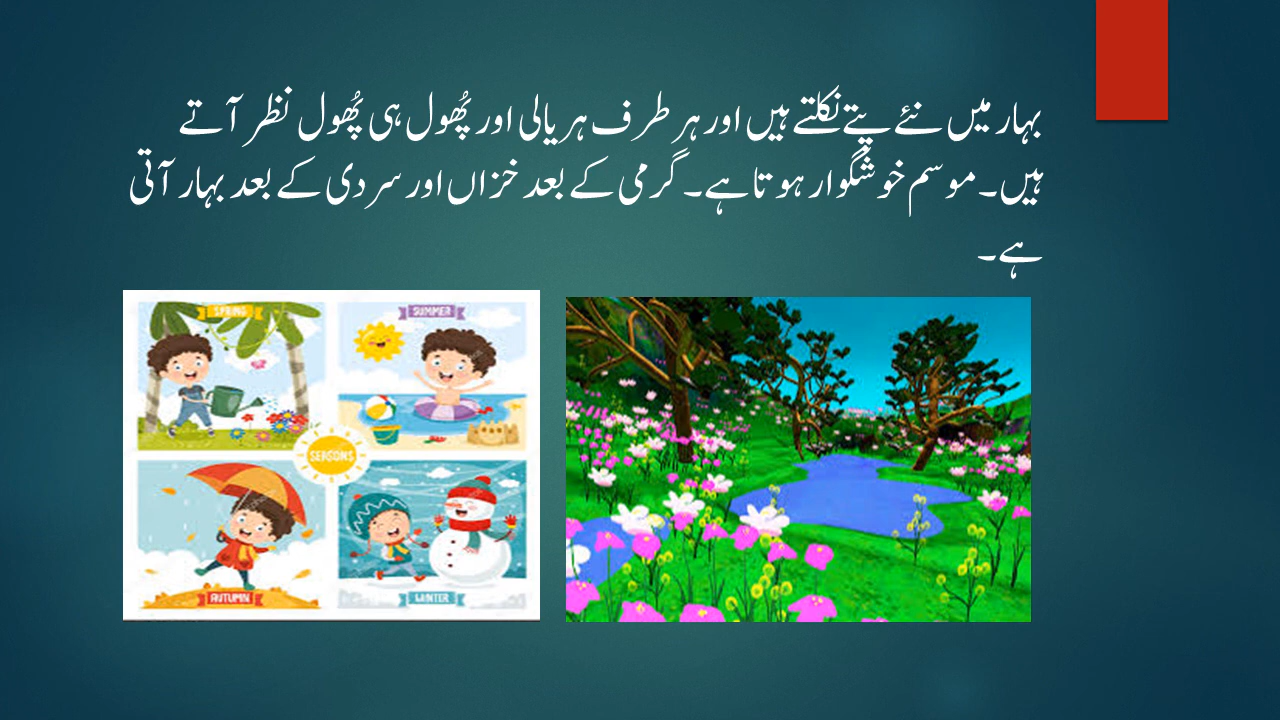 بہار میں نئے پتے نکلتے ہیں اور ہر طرف ہریالی اور پُھول ہی پُھول نظر آتے
ہیں۔ موسم خوشگوار ہوتا ہے۔ گرمی کے بعد خزاں اور سردی کے بعد بہار آتی
ہے۔
SPRING
SUMMER
SEASONS
AUTUMN
WINTER